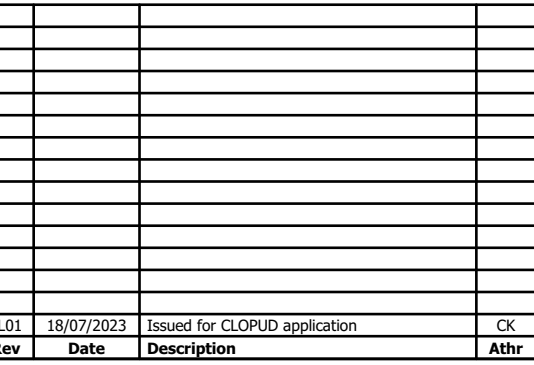 L01 18/07/2023 Issued for CLOPUD application CK
Rev Date Description Athr